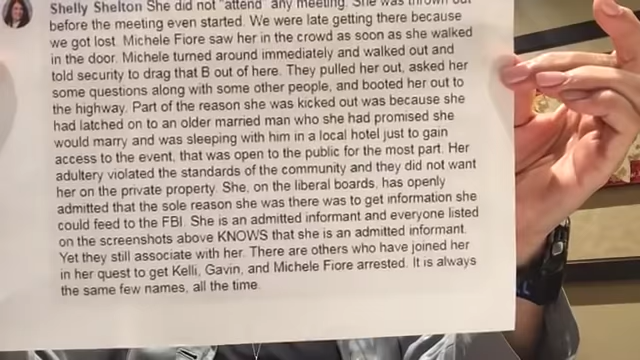 Shelly Shelton She did not "attend" any meeting. She was thrown out
before the meeting even started. We were late getting there because
we got lost. Michele Fiore saw her in the crowd as soon as she walked
in the door. Michele turned around immediately and walked out and
told security to drag that B out of here. They pulled her out, asked her
some questions along with some other people, and booted her out to
the highway. Part of the reason she was kicked out was because she
had latched on to an older married man who she had promised she
would marry and was sleeping with him in a local hotel just to gain
access to the event, that was open to the public for the most part. Her
adultery violated the standards of the community and they did not want
her on the private property. She, on the liberal boards, has openly
admitted that the sole reason she was there was to get information she
could feed to the FBI. She is an admitted informant and everyone listed
on the screenshots above KNOWS that she is an admitted informant.
Yet they still associate with her. There are others who have joined her
in her quest to get Kelli, Gavin, and Michele Fiore arrested. It is always
the same few names, all the time.